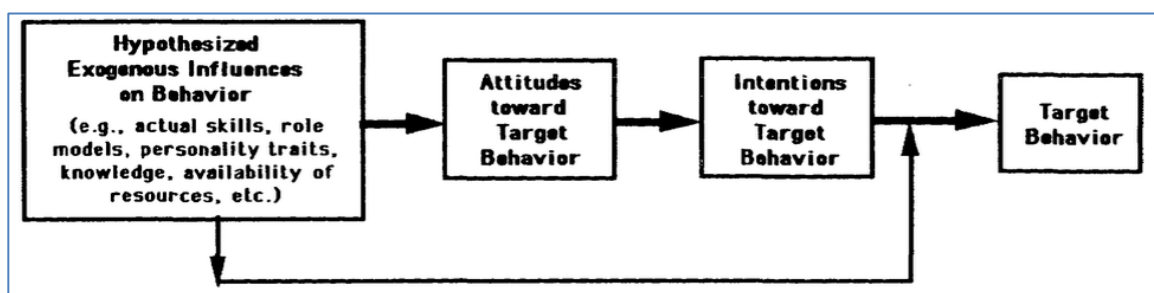 Hypothesized
Exogenous Influences
on Behavior
(e.g., actual skills, role
models, personality traits,
knowledge, availability of
resources, etc.)
Attitudes
toward
Target
Behavior
Intentions
toward
Target
Behavior
Target
Behavior